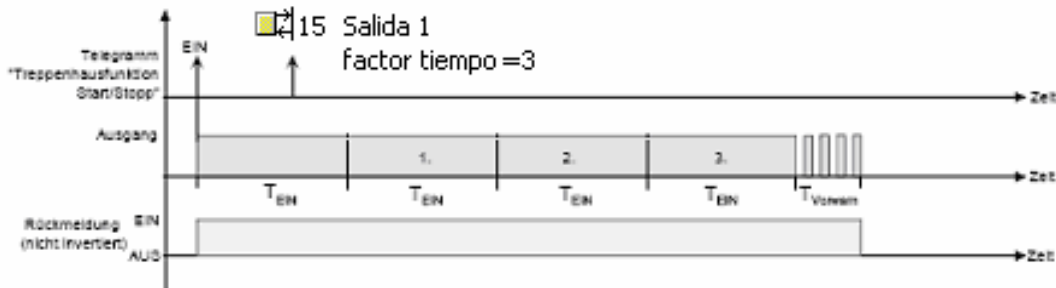 15 Salida 1
factor tiempo =3
EIN
Telegramm
"Treppenhausfunktion
Start/Stopp"
Zeit
Ausgang
1.
2.
3.
Zeit
TEIN
TEIN
TEIN
TEIN
TVorwarn
Rückmeldung
(nicht invertiert)
EIN
AUS
Zeit